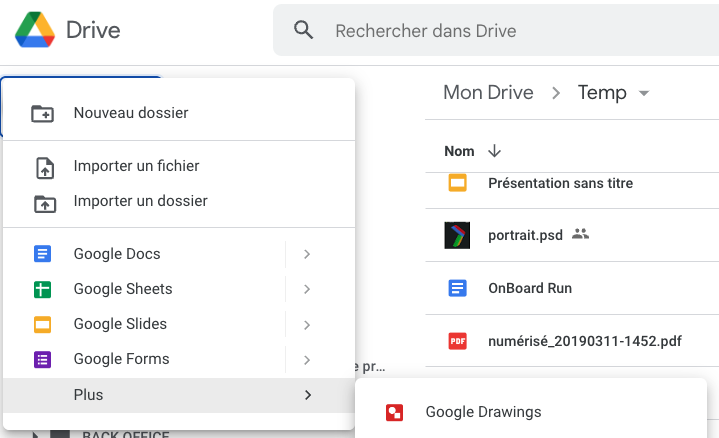 Drive
Rechercher dans Drive
Nouveau dossier
Importer un fichier
Importer un dossier
Google Docs
Google Sheets
Google Slides
Google Forms
Plus
Google Drawings
Mon Drive > Temp
Nom
Présentation sans titre
portrait.psd
OnBoard Run
PDF
numérisé_20190311-1452.pdf
e pr...
BACK OFFICE